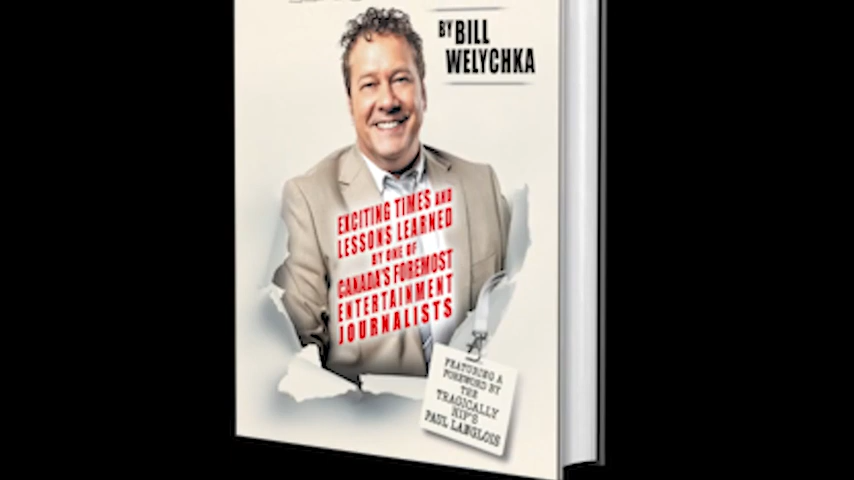 BY BILL
WELYCHKA
EXCITING TIMES AND
LESSONS LEARNED
BY ONE OF
CANADA'S FOREMOST
ENTERTAINMENT
JOURNALISTS
FEATURING A
FOREWORD BY
THE
TRAGICALLY
HIP'S
PAUL LANGLOIS